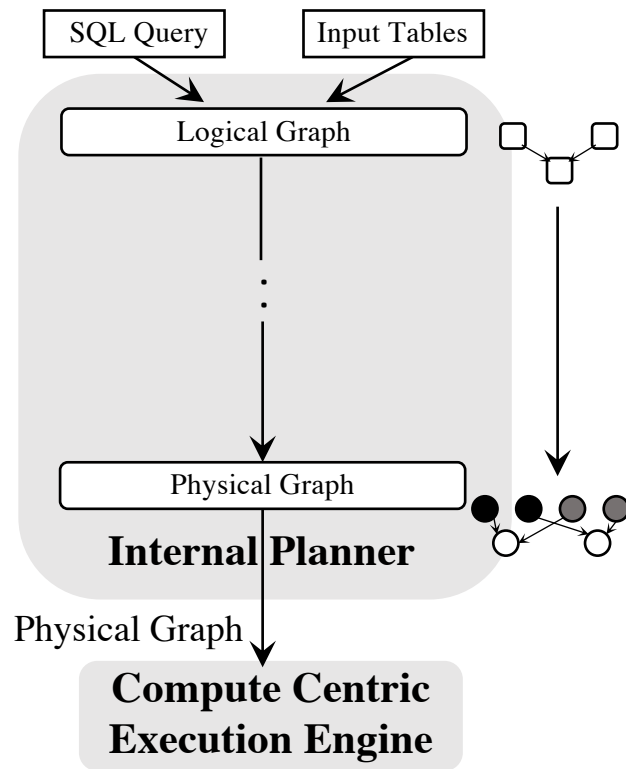 SQL Query
Input Tables
Logical Graph
Physical Graph
Internal Planner
Physical Graph
Compute Centric
Execution Engine